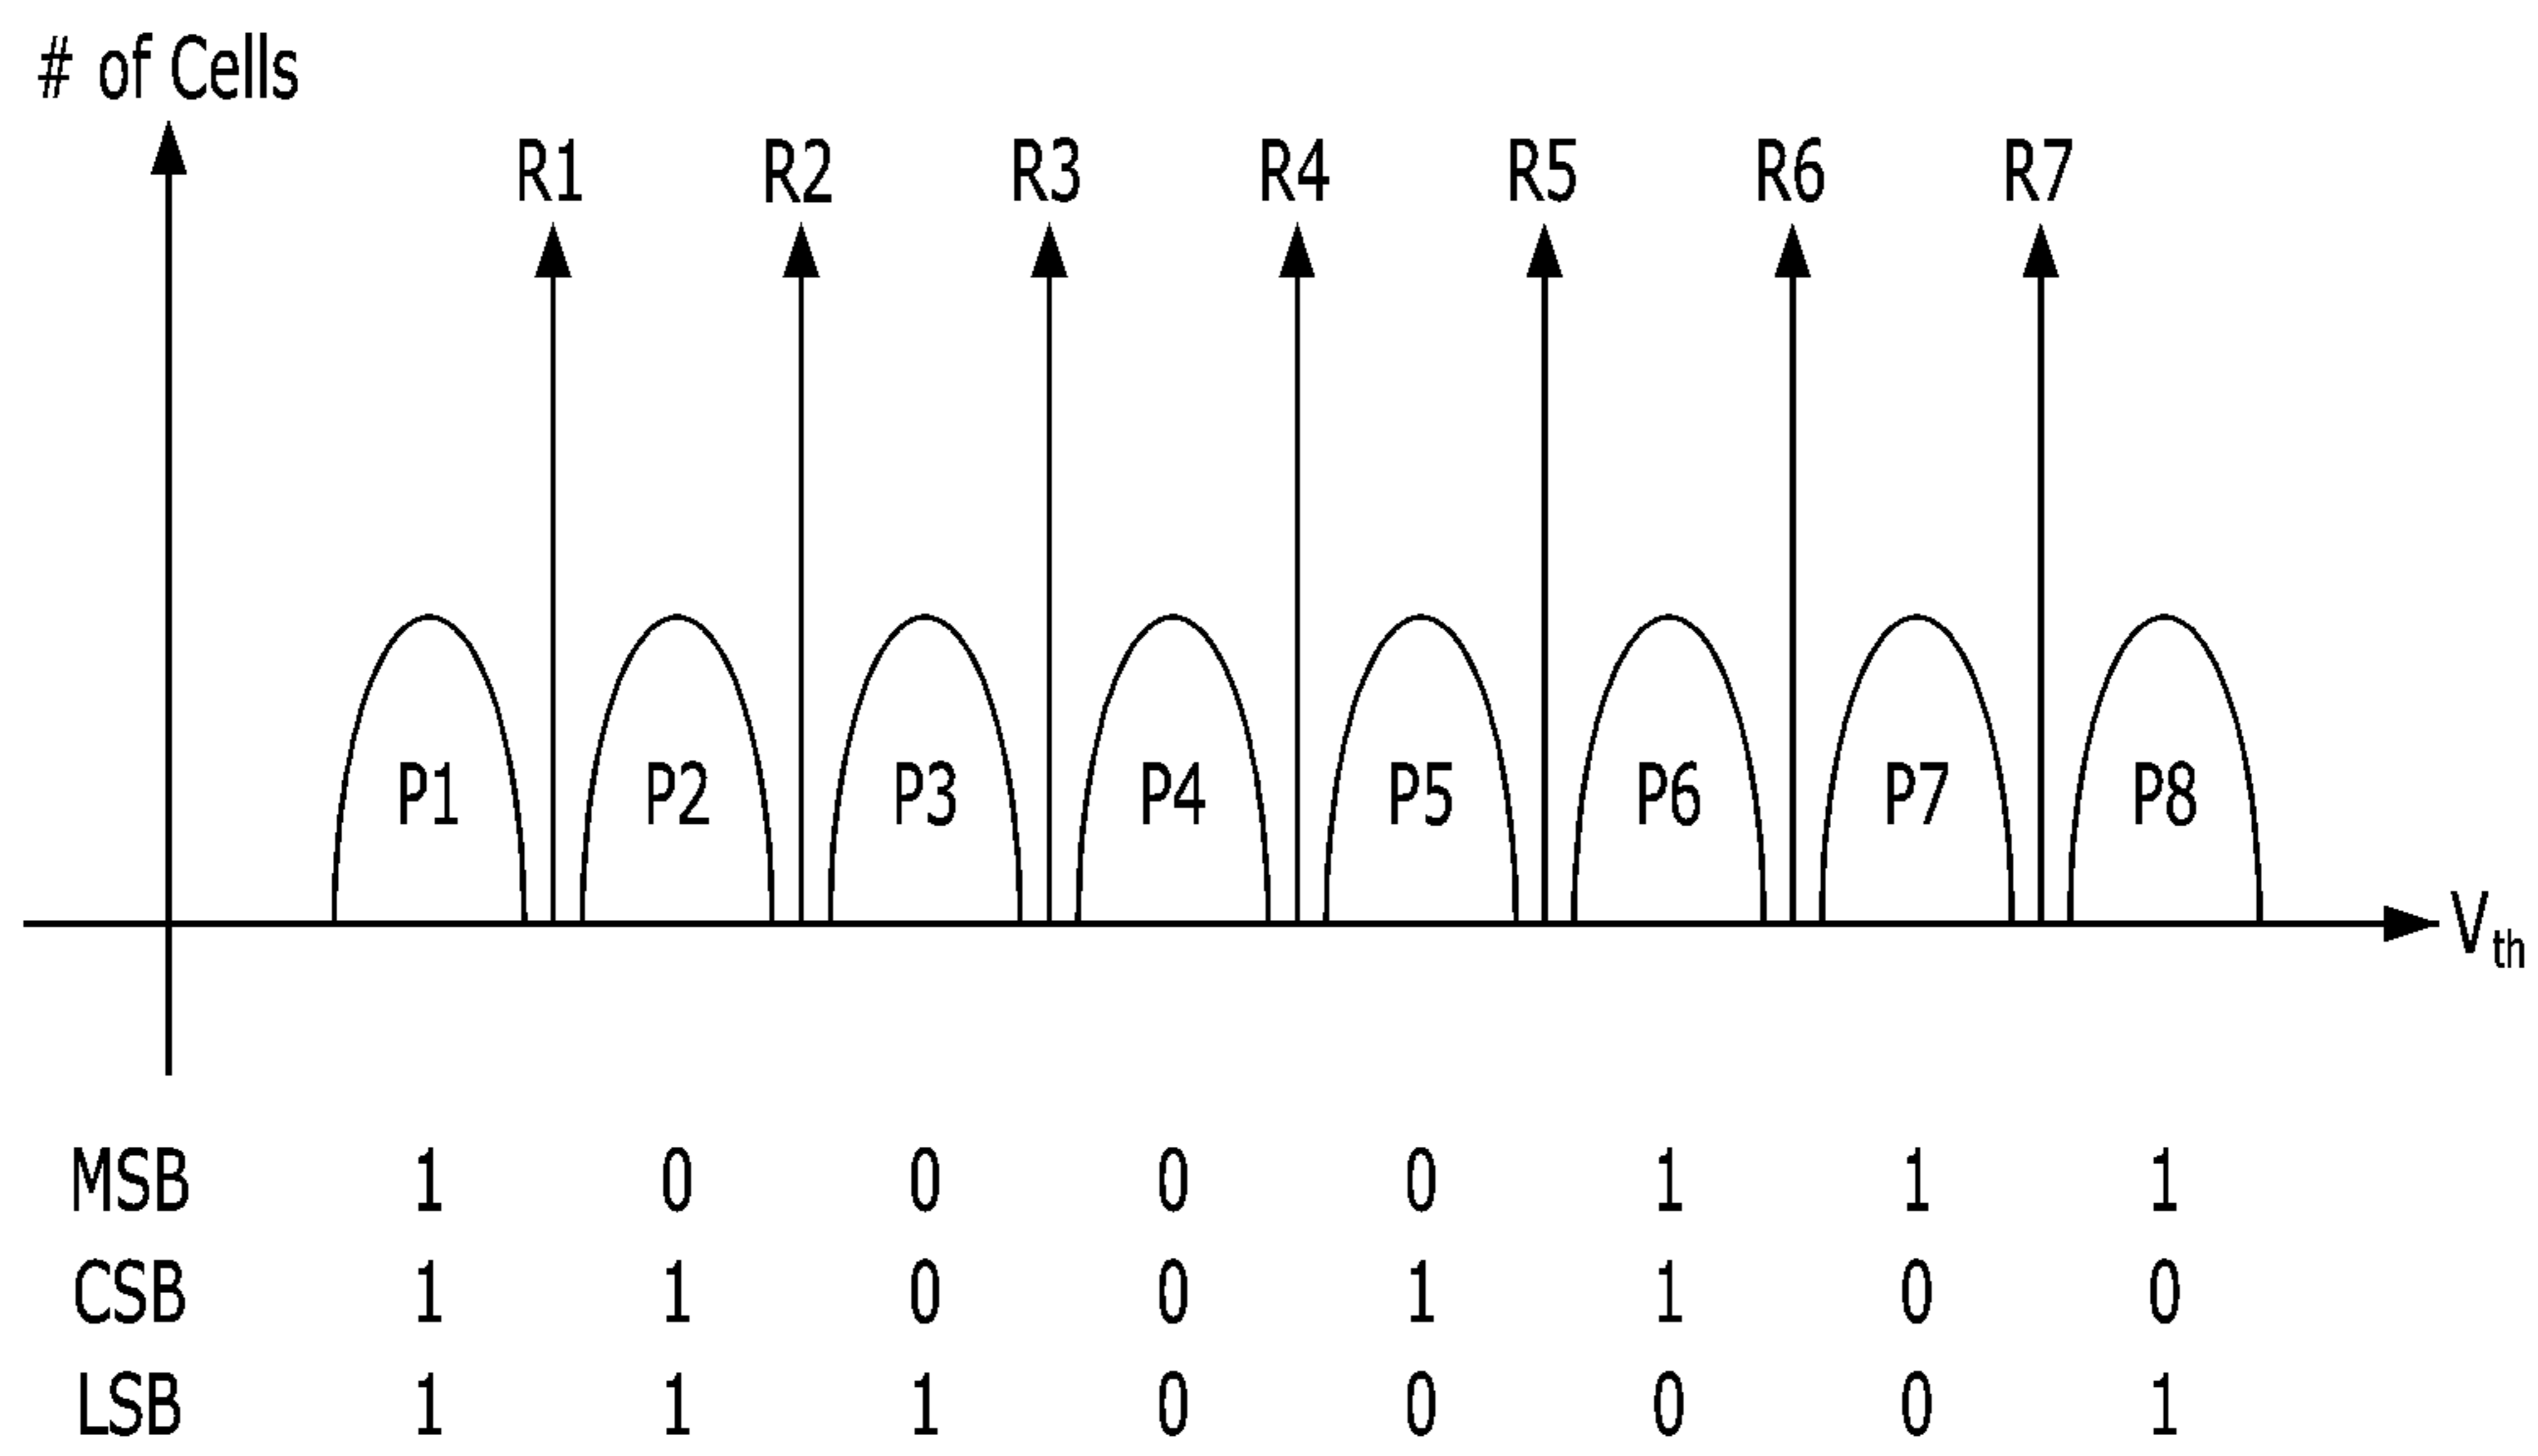 # of Cells
R1 R2 R3 R4 R5 R6 R7
P1 P2 P3 P4 P5 P6 P7 P8
Vth
MSB 1 0 0 0 0 1 1 1
CSB 1 1 0 0 1 1 0 0
LSB 1 1 1 0 0 0 0 1